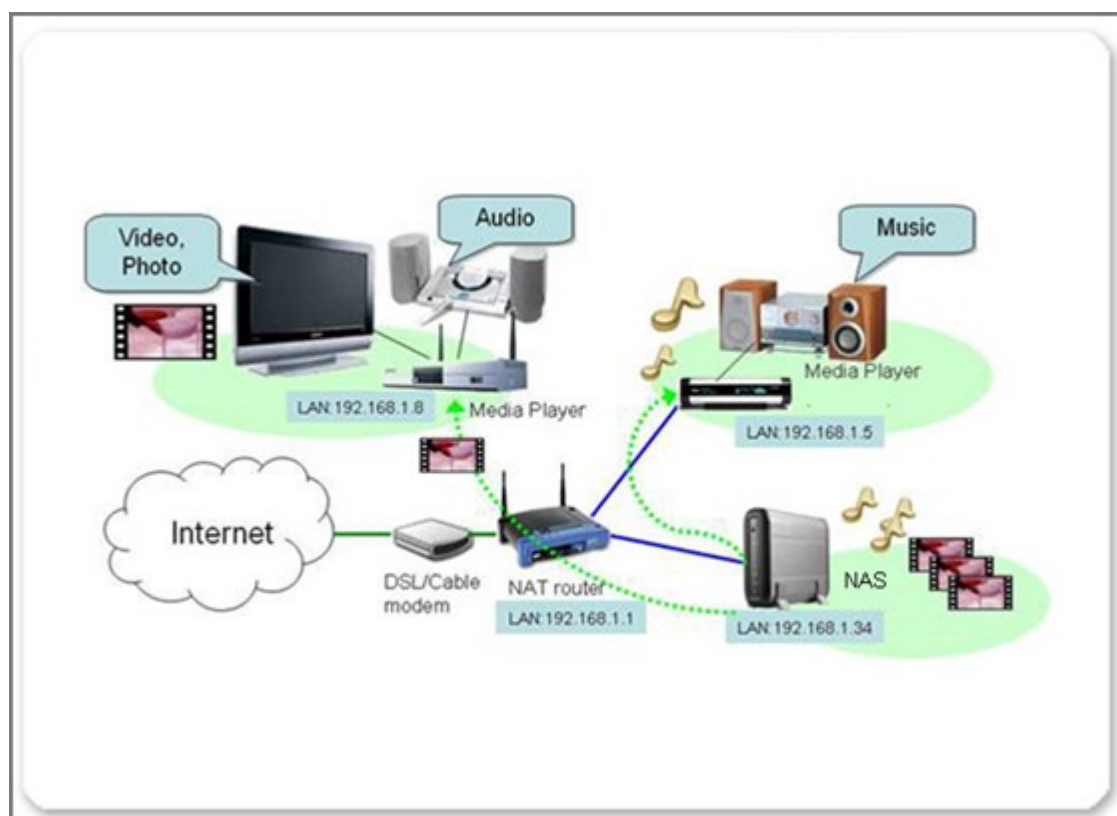 Video,
Photo
Audio
Music
LAN:192.168.1.8
Media Player
Media Player
LAN:192.168.1.5
Internet
DSL/Cable
modem
NAT router
LAN:192.168.1.1
NAS
LAN:192.168.1.34